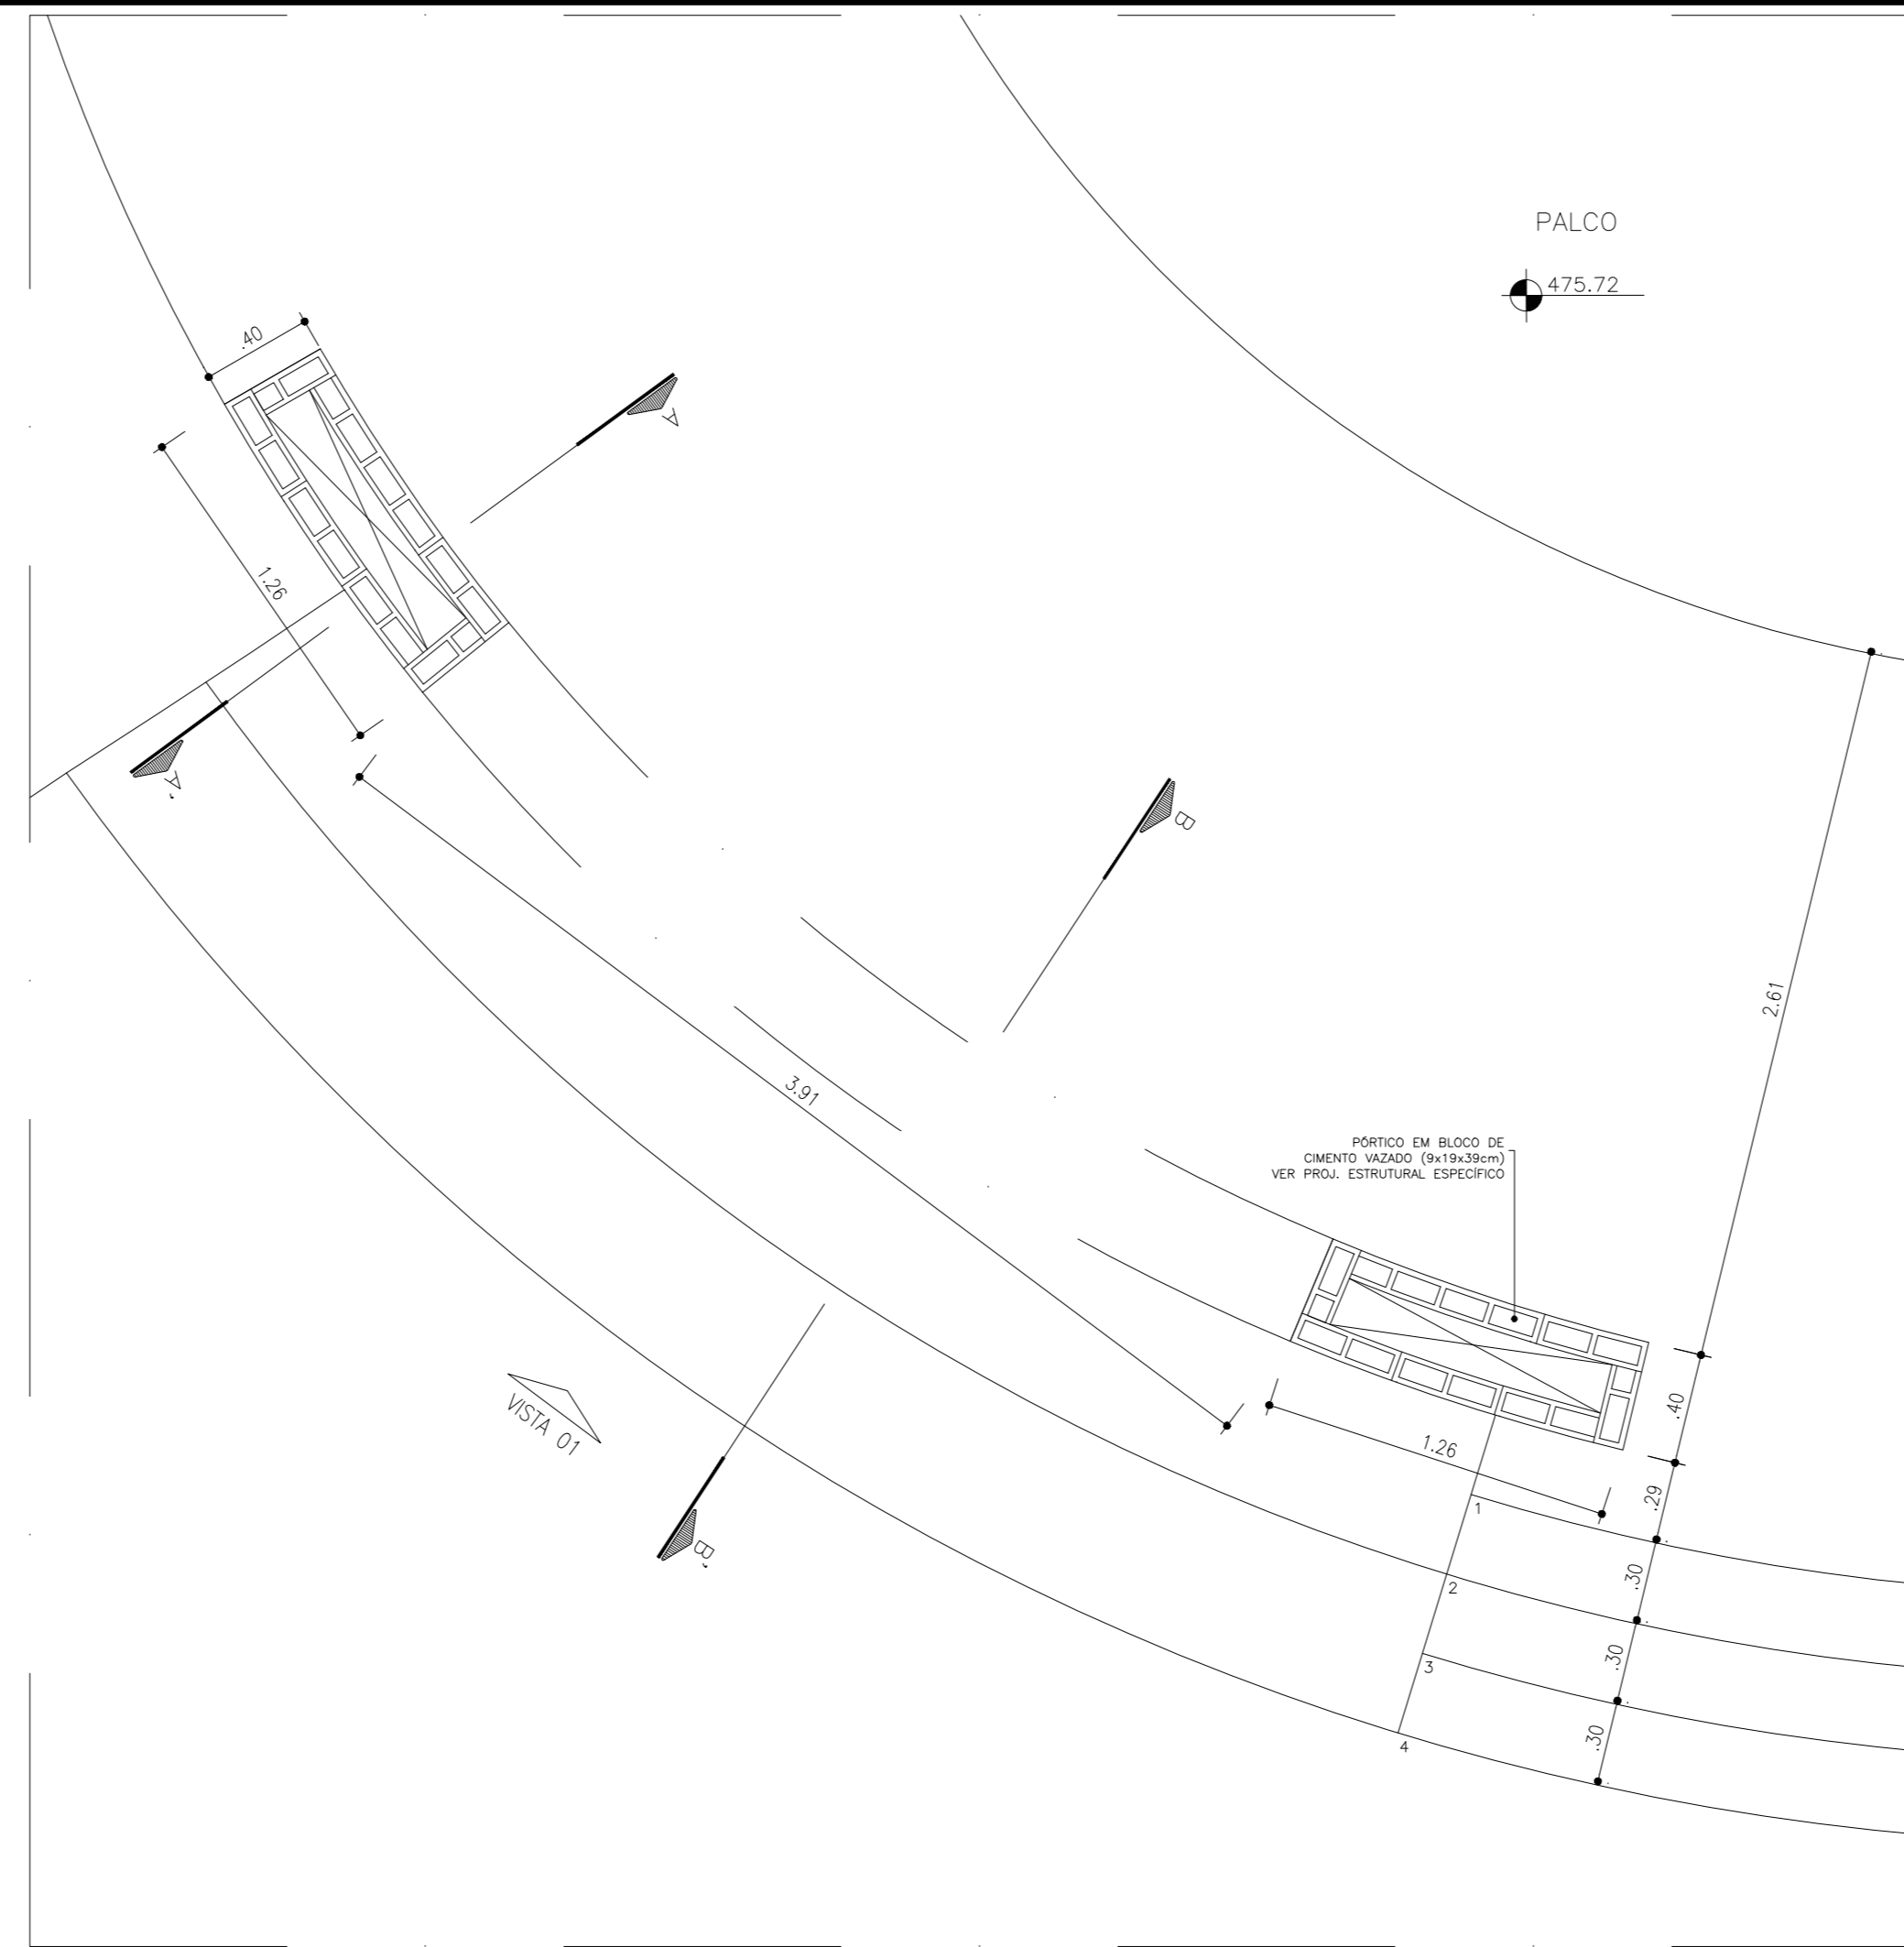 PALCO
475.72
.40
A
1.26
A'
B
2.61
3.91
PÓRTICO EM BLOCO DE
CIMENTO VAZADO (9x19x39cm)
VER PROJ. ESTRUTURAL ESPECÍFICO
VISTA 01
.40
1.26
.29
1
B'
.30
2
.30
3
.30
4